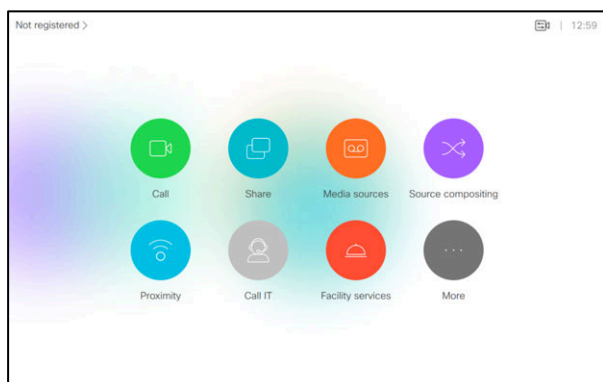 Not registered >
12:59
Call
Share
Media sources
Source compositing
Proximity
Call IT
Facility services
More